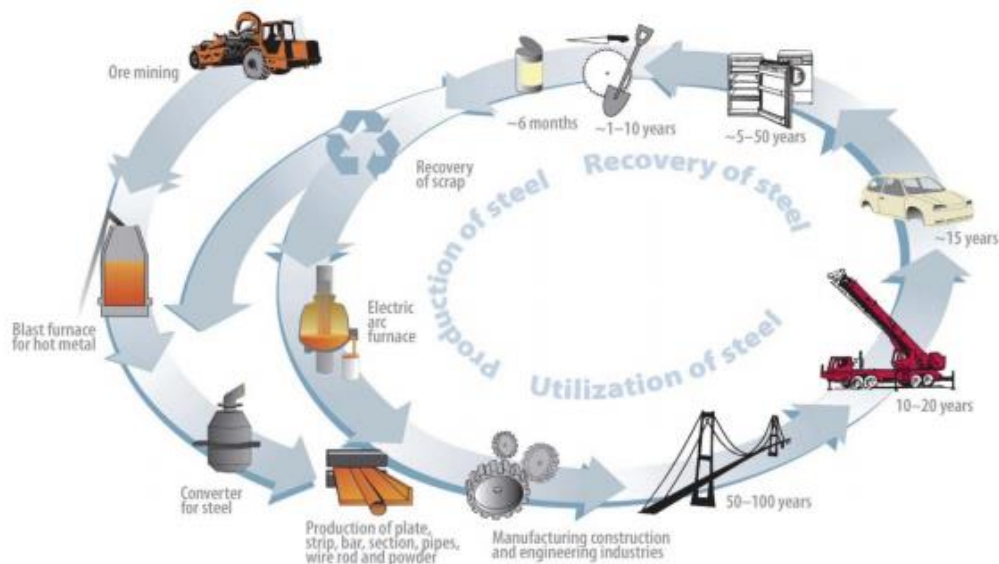 Ore mining
~6 months
~1–10 years
~5–50 years
Recovery
of scrap
Recovery of steel
Production of steel
Utilization of steel
~15 years
Blast furnace
for hot metal
Electric
arc
furnace
10–20 years
Converter
for steel
Production of plate,
strip, bar, section, pipes,
wire rod and powder
Manufacturing construction
and engineering industries
50–100 years